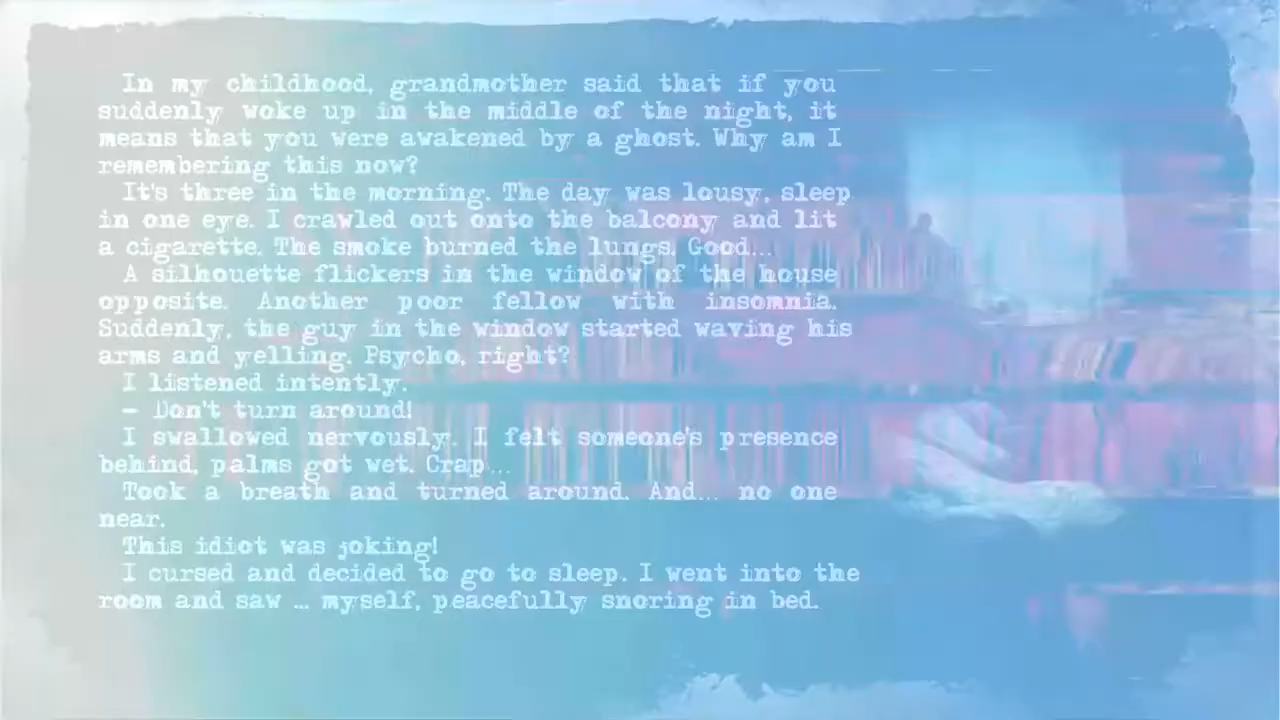 In my childhood, grandmother said that if you
suddenly woke up in the middle of the night, it
means that you were awakened by a ghost. Why am I
remembering this now?
It's three in the morning. The day was lousy, sleep
in one eye. I crawled out onto the balcony and lit
a cigarette. The smoke burned the lungs. Good...
A silhouette flickers in the window of the house
opposite. Another poor fellow with insomnia.
Suddenly, the guy in the window started waving his
arms and yelling. Psycho, right?
I listened intently.
- Don't turn around!
I swallowed nervously. I felt someone's presence
behind, palms got wet. Crap...
Took a breath and turned around. And... no one
near.
This idiot was joking!
I cursed and decided to go to sleep. I went into the
room and saw ... myself, peacefully snoring in bed.